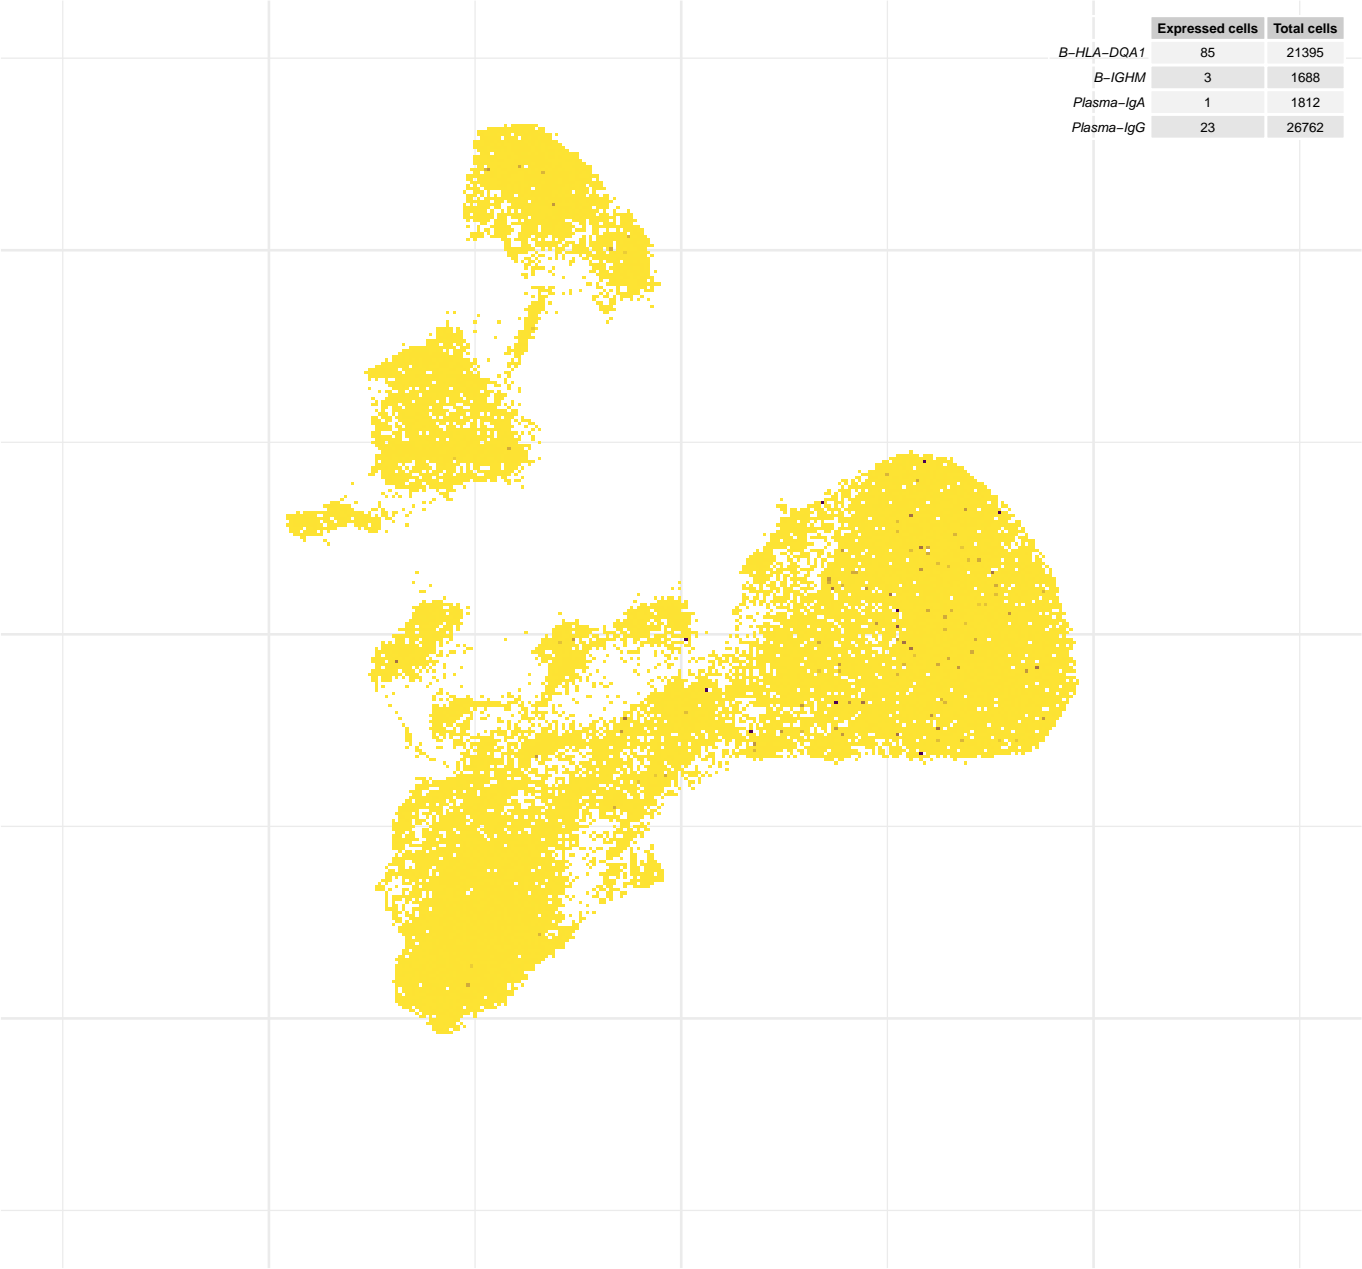 Expressed cells Total cells
B−HLA−DQA1 85 21395
B−IGHM 3 1688
Plasma−IgA 1 1812
Plasma−IgG 23 26762